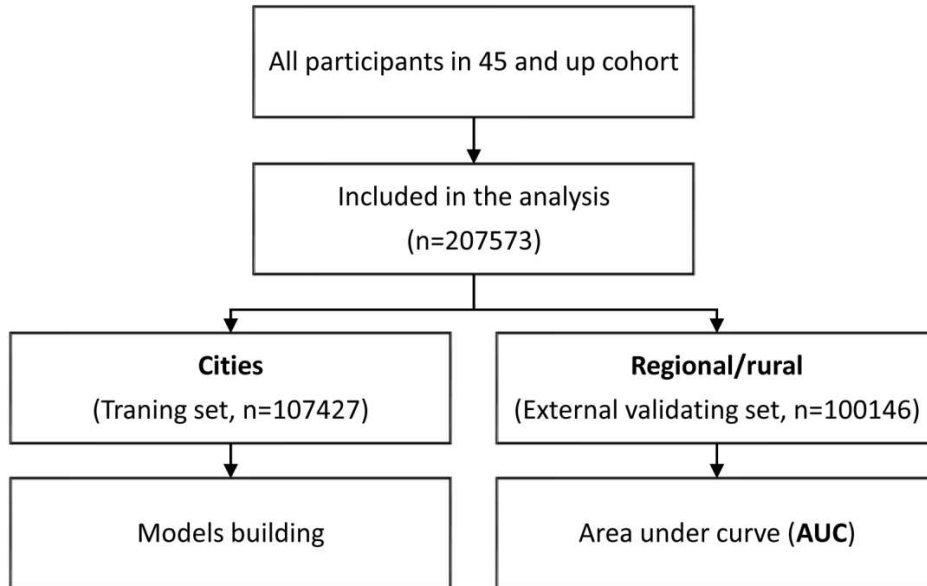 All participants in 45 and up cohort
Included in the analysis
(n=207573)
Cities
(Traning set, n=107427)
Regional/rural
(External validating set, n=100146)
Models building
Area under curve (AUC)